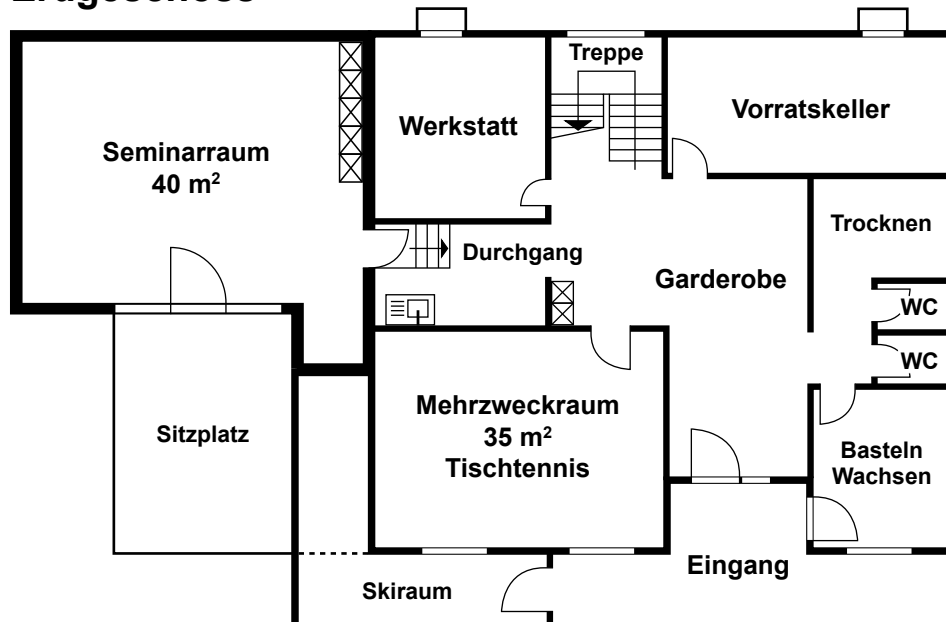 Erdgeschoss
Treppe
Werkstatt
Vorratskeller
Seminarraum
40 m²
Trocknen
Durchgang
Garderobe
WC
WC
Mehrzweckraum
35 m²
Tischtennis
Sitzplatz
Basteln
Wachsen
Eingang
Skiraum